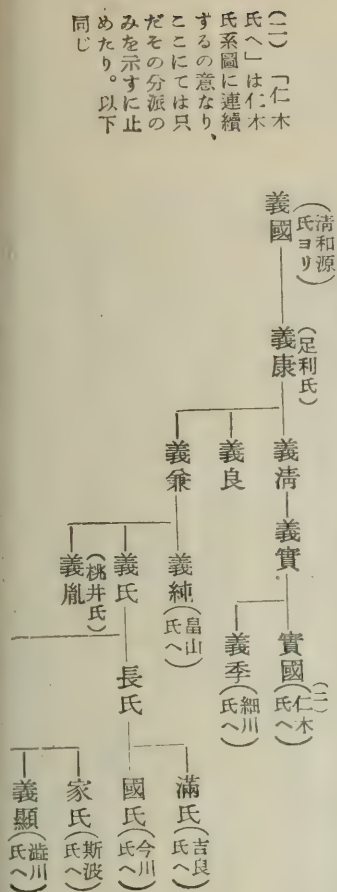 (二) 「仁木
氏へ」は仁木
氏系圖に連續
するの意なり、
ここにては只
だその分派の
みを示すに止
めたり。以下
同じ
義國
(淸和源
氏ヨリ)
義康
(足利氏)
義淸
義實
實國
(仁木
氏へ)
(二)
義季
(細川
氏へ)
義良
義兼
義純
(畠山
氏へ)
義氏
長氏
滿氏
(吉良
氏へ)
國氏
(今川
氏へ)
家氏
(斯波
氏へ)
義顯
(澁川
氏へ)
義胤
(桃井氏)